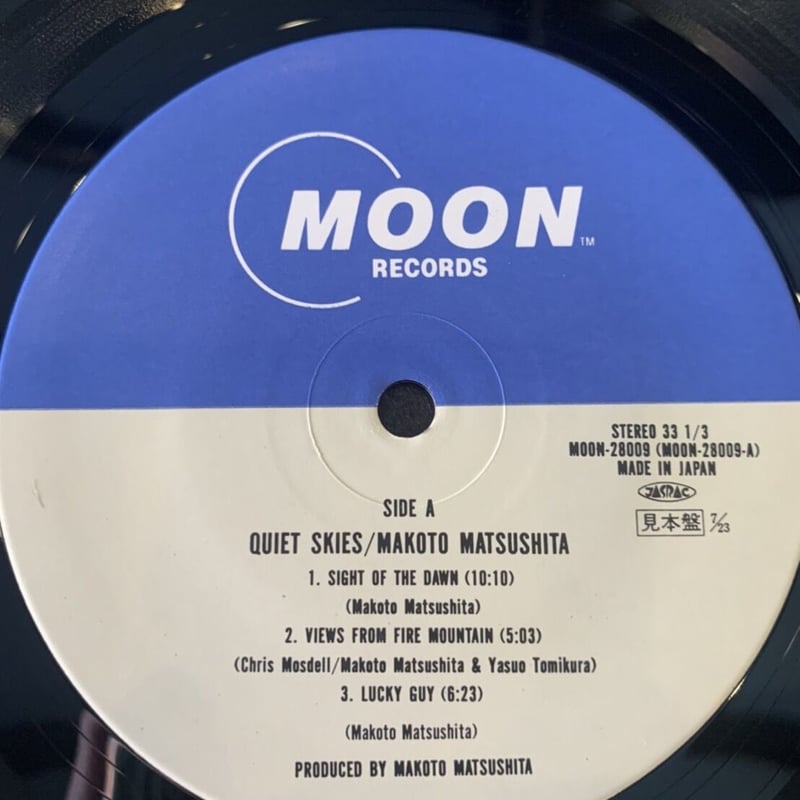 MOON™
RECORDS
STEREO 33 1/3
MOON-28009 (MOON-28009-A)
MADE IN JAPAN
JASRAC
見本盤 7/23
SIDE A
QUIET SKIES/MAKOTO MATSUSHITA
1. SIGHT OF THE DAWN (10:10)
(Makoto Matsushita)
2. VIEWS FROM FIRE MOUNTAIN (5:03)
(Chris Mosdell/Makoto Matsushita & Yasuo Tomikura)
3. LUCKY GUY (6:23)
(Makoto Matsushita)
PRODUCED BY MAKOTO MATSUSHITA